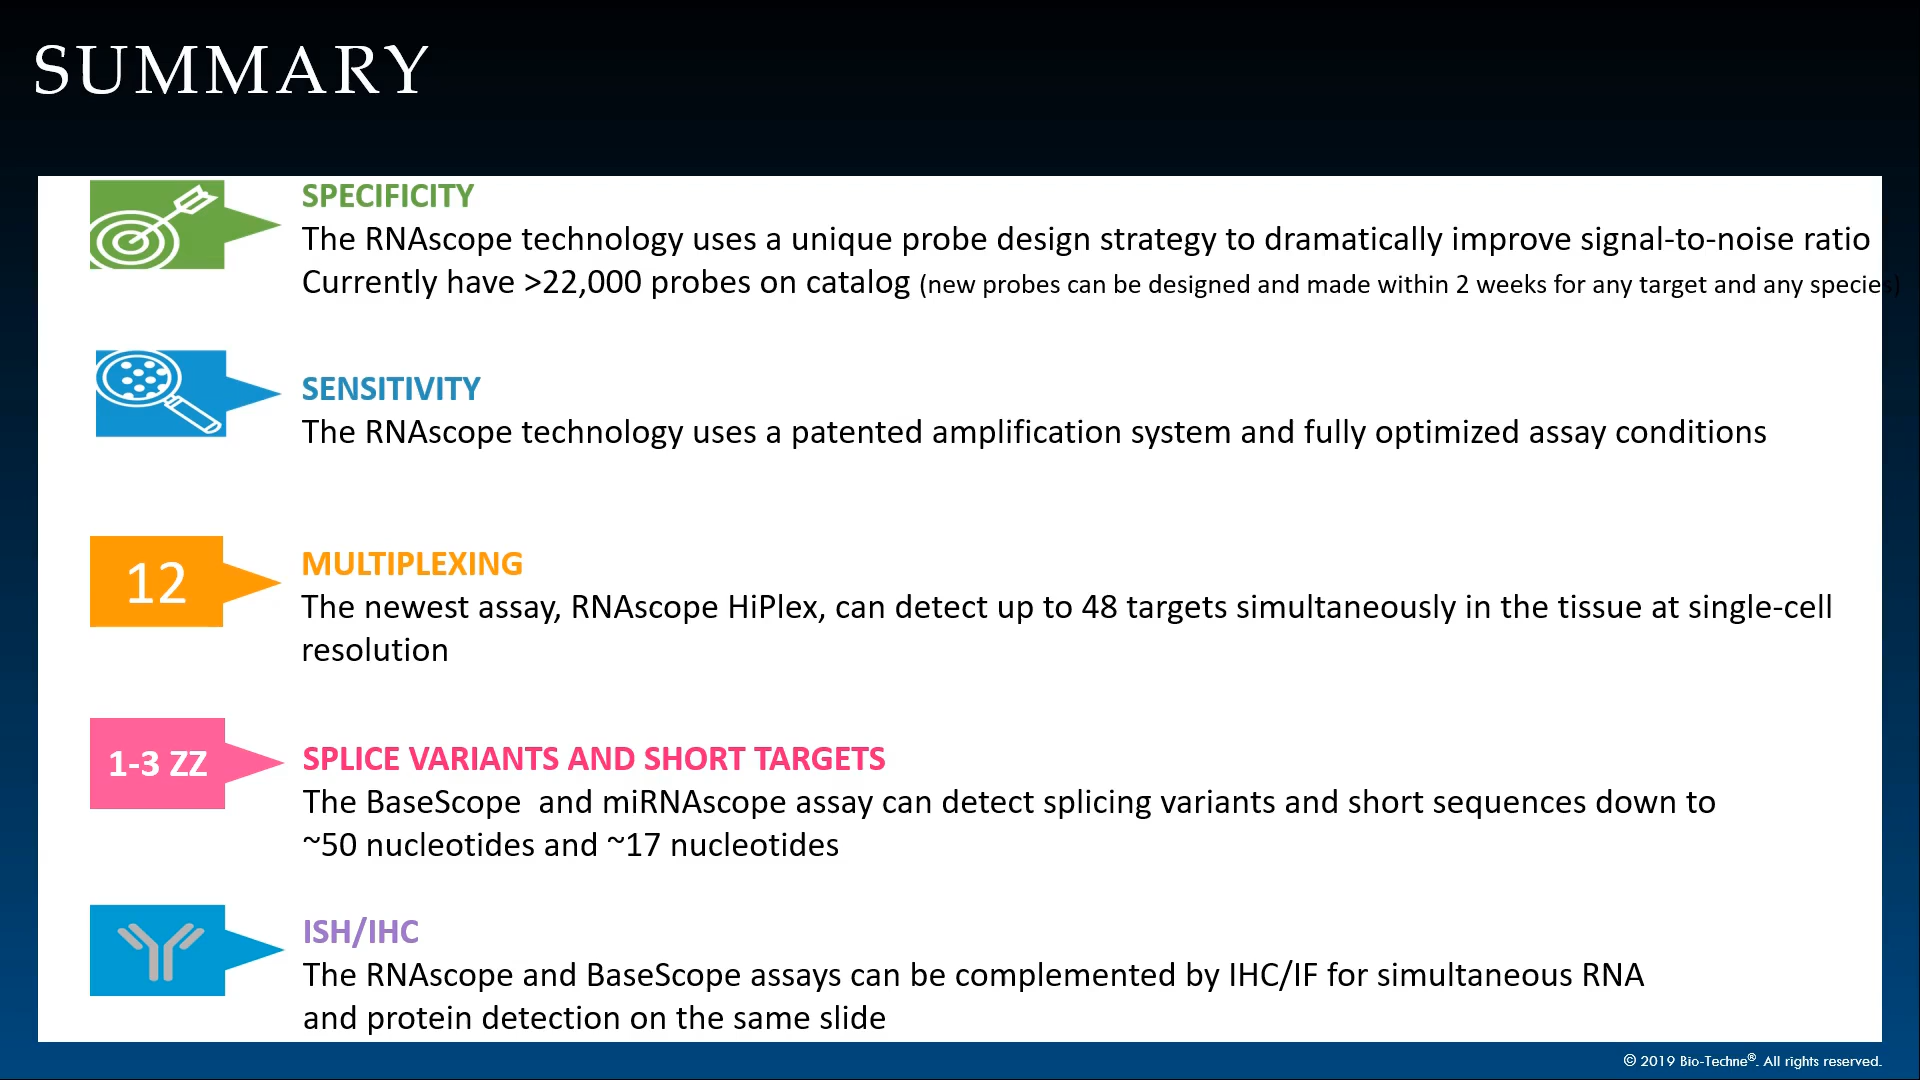 SUMMARY
SPECIFICITY
The RNAscope technology uses a unique probe design strategy to dramatically improve signal-to-noise ratio
Currently have >22,000 probes on catalog (new probes can be designed and made within 2 weeks for any target and any species)
SENSITIVITY
The RNAscope technology uses a patented amplification system and fully optimized assay conditions
12
MULTIPLEXING
The newest assay, RNAscope HiPlex, can detect up to 48 targets simultaneously in the tissue at single-cell
resolution
1-3 ZZ
SPLICE VARIANTS AND SHORT TARGETS
The BaseScope  and miRNAscope assay can detect splicing variants and short sequences down to
~50 nucleotides and ~17 nucleotides
ISH/IHC
The RNAscope and BaseScope assays can be complemented by IHC/IF for simultaneous RNA
and protein detection on the same slide
© 2019 Bio-Techne®. All rights reserved.